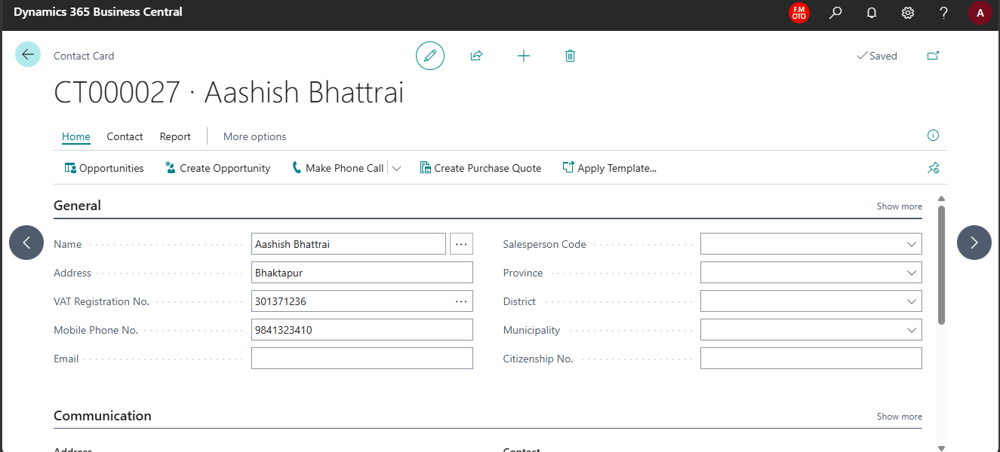 Dynamics 365 Business Central
F.M
OTO
?
A
Contact Card
Saved
CT000027 · Aashish Bhattrai
Home Contact Report More options
Opportunities Create Opportunity Make Phone Call Create Purchase Quote Apply Template...
General Show more
Name Aashish Bhattrai ... Salesperson Code
Address Bhaktapur Province
VAT Registration No. 301371236 ... District
Mobile Phone No. 9841323410 Municipality
Email Citizenship No.
Communication Show more
Address Contact